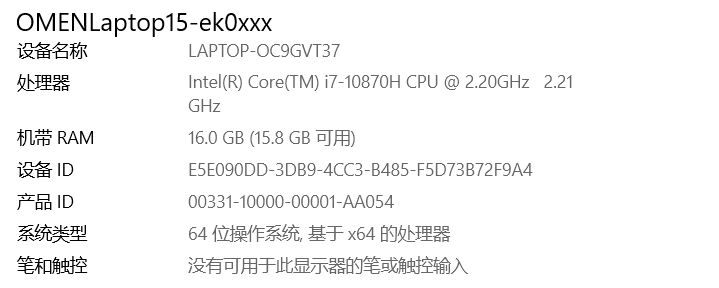 OMENLaptop15-ek0xxx
设备名称 LAPTOP-OC9GVT37
处理器 Intel(R) Core(TM) i7-10870H CPU @ 2.20GHz 2.21
GHz
机带 RAM 16.0 GB (15.8 GB 可用)
设备 ID E5E090DD-3DB9-4CC3-B485-F5D73B72F9A4
产品 ID 00331-10000-00001-AA054
系统类型 64 位操作系统, 基于 x64 的处理器
笔和触控 没有可用于此显示器的笔或触控输入